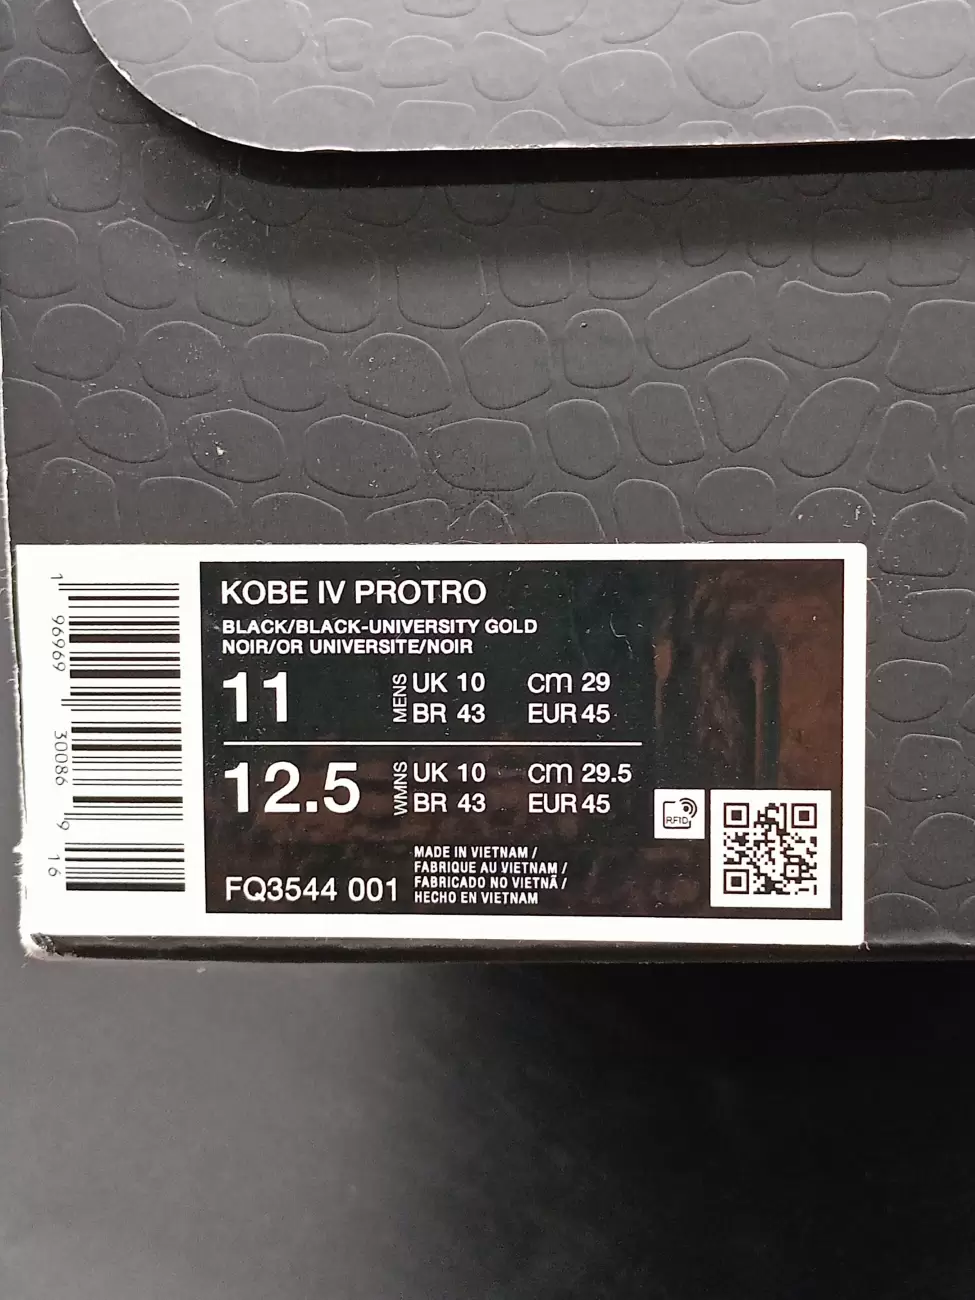 KOBE IV PROTRO
BLACK/BLACK-UNIVERSITY GOLD
NOIR/OR UNIVERSITE/NOIR
11 MENS UK 10 cm 29
BR 43 EUR 45
12.5 WMNS UK 10 cm 29.5
BR 43 EUR 45
RFID
FQ3544 001
MADE IN VIETNAM /
FABRIQUE AU VIETNAM /
FABRICADO NO VIETNÃ /
HECHO EN VIETNAM
1 96969 30086 9 16